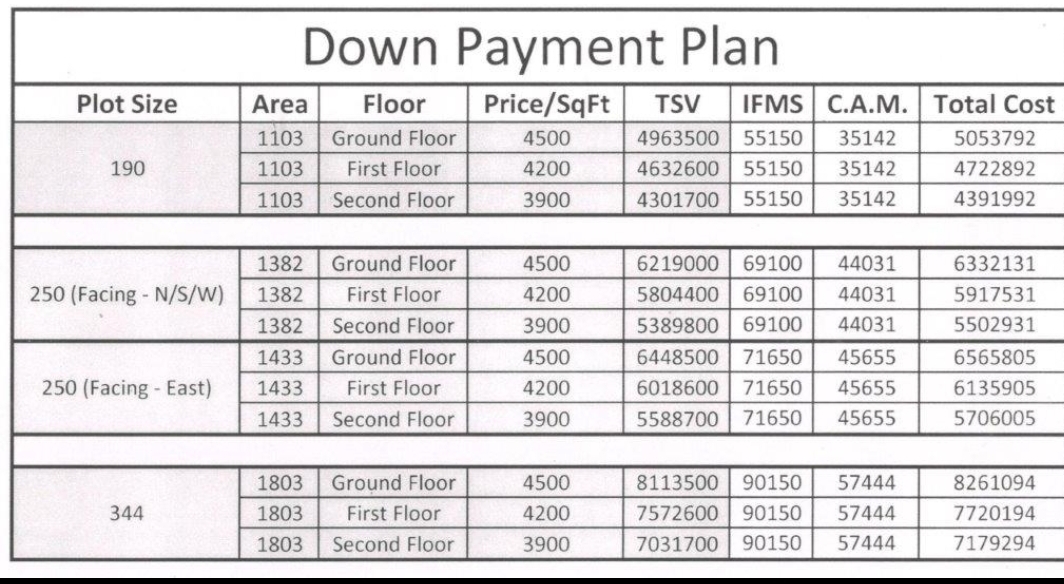 Down Payment Plan
Plot Size Area Floor Price/SqFt TSV IFMS C.A.M. Total Cost
1103 Ground Floor 4500 4963500 55150 35142 5053792
190 1103 First Floor 4200 4632600 55150 35142 4722892
1103 Second Floor 3900 4301700 55150 35142 4391992
1382 Ground Floor 4500 6219000 69100 44031 6332131
250 (Facing - N/S/W) 1382 First Floor 4200 5804400 69100 44031 5917531
1382 Second Floor 3900 5389800 69100 44031 5502931
1433 Ground Floor 4500 6448500 71650 45655 6565805
250 (Facing - East) 1433 First Floor 4200 6018600 71650 45655 6135905
1433 Second Floor 3900 5588700 71650 45655 5706005
1803 Ground Floor 4500 8113500 90150 57444 8261094
344 1803 First Floor 4200 7572600 90150 57444 7720194
1803 Second Floor 3900 7031700 90150 57444 7179294